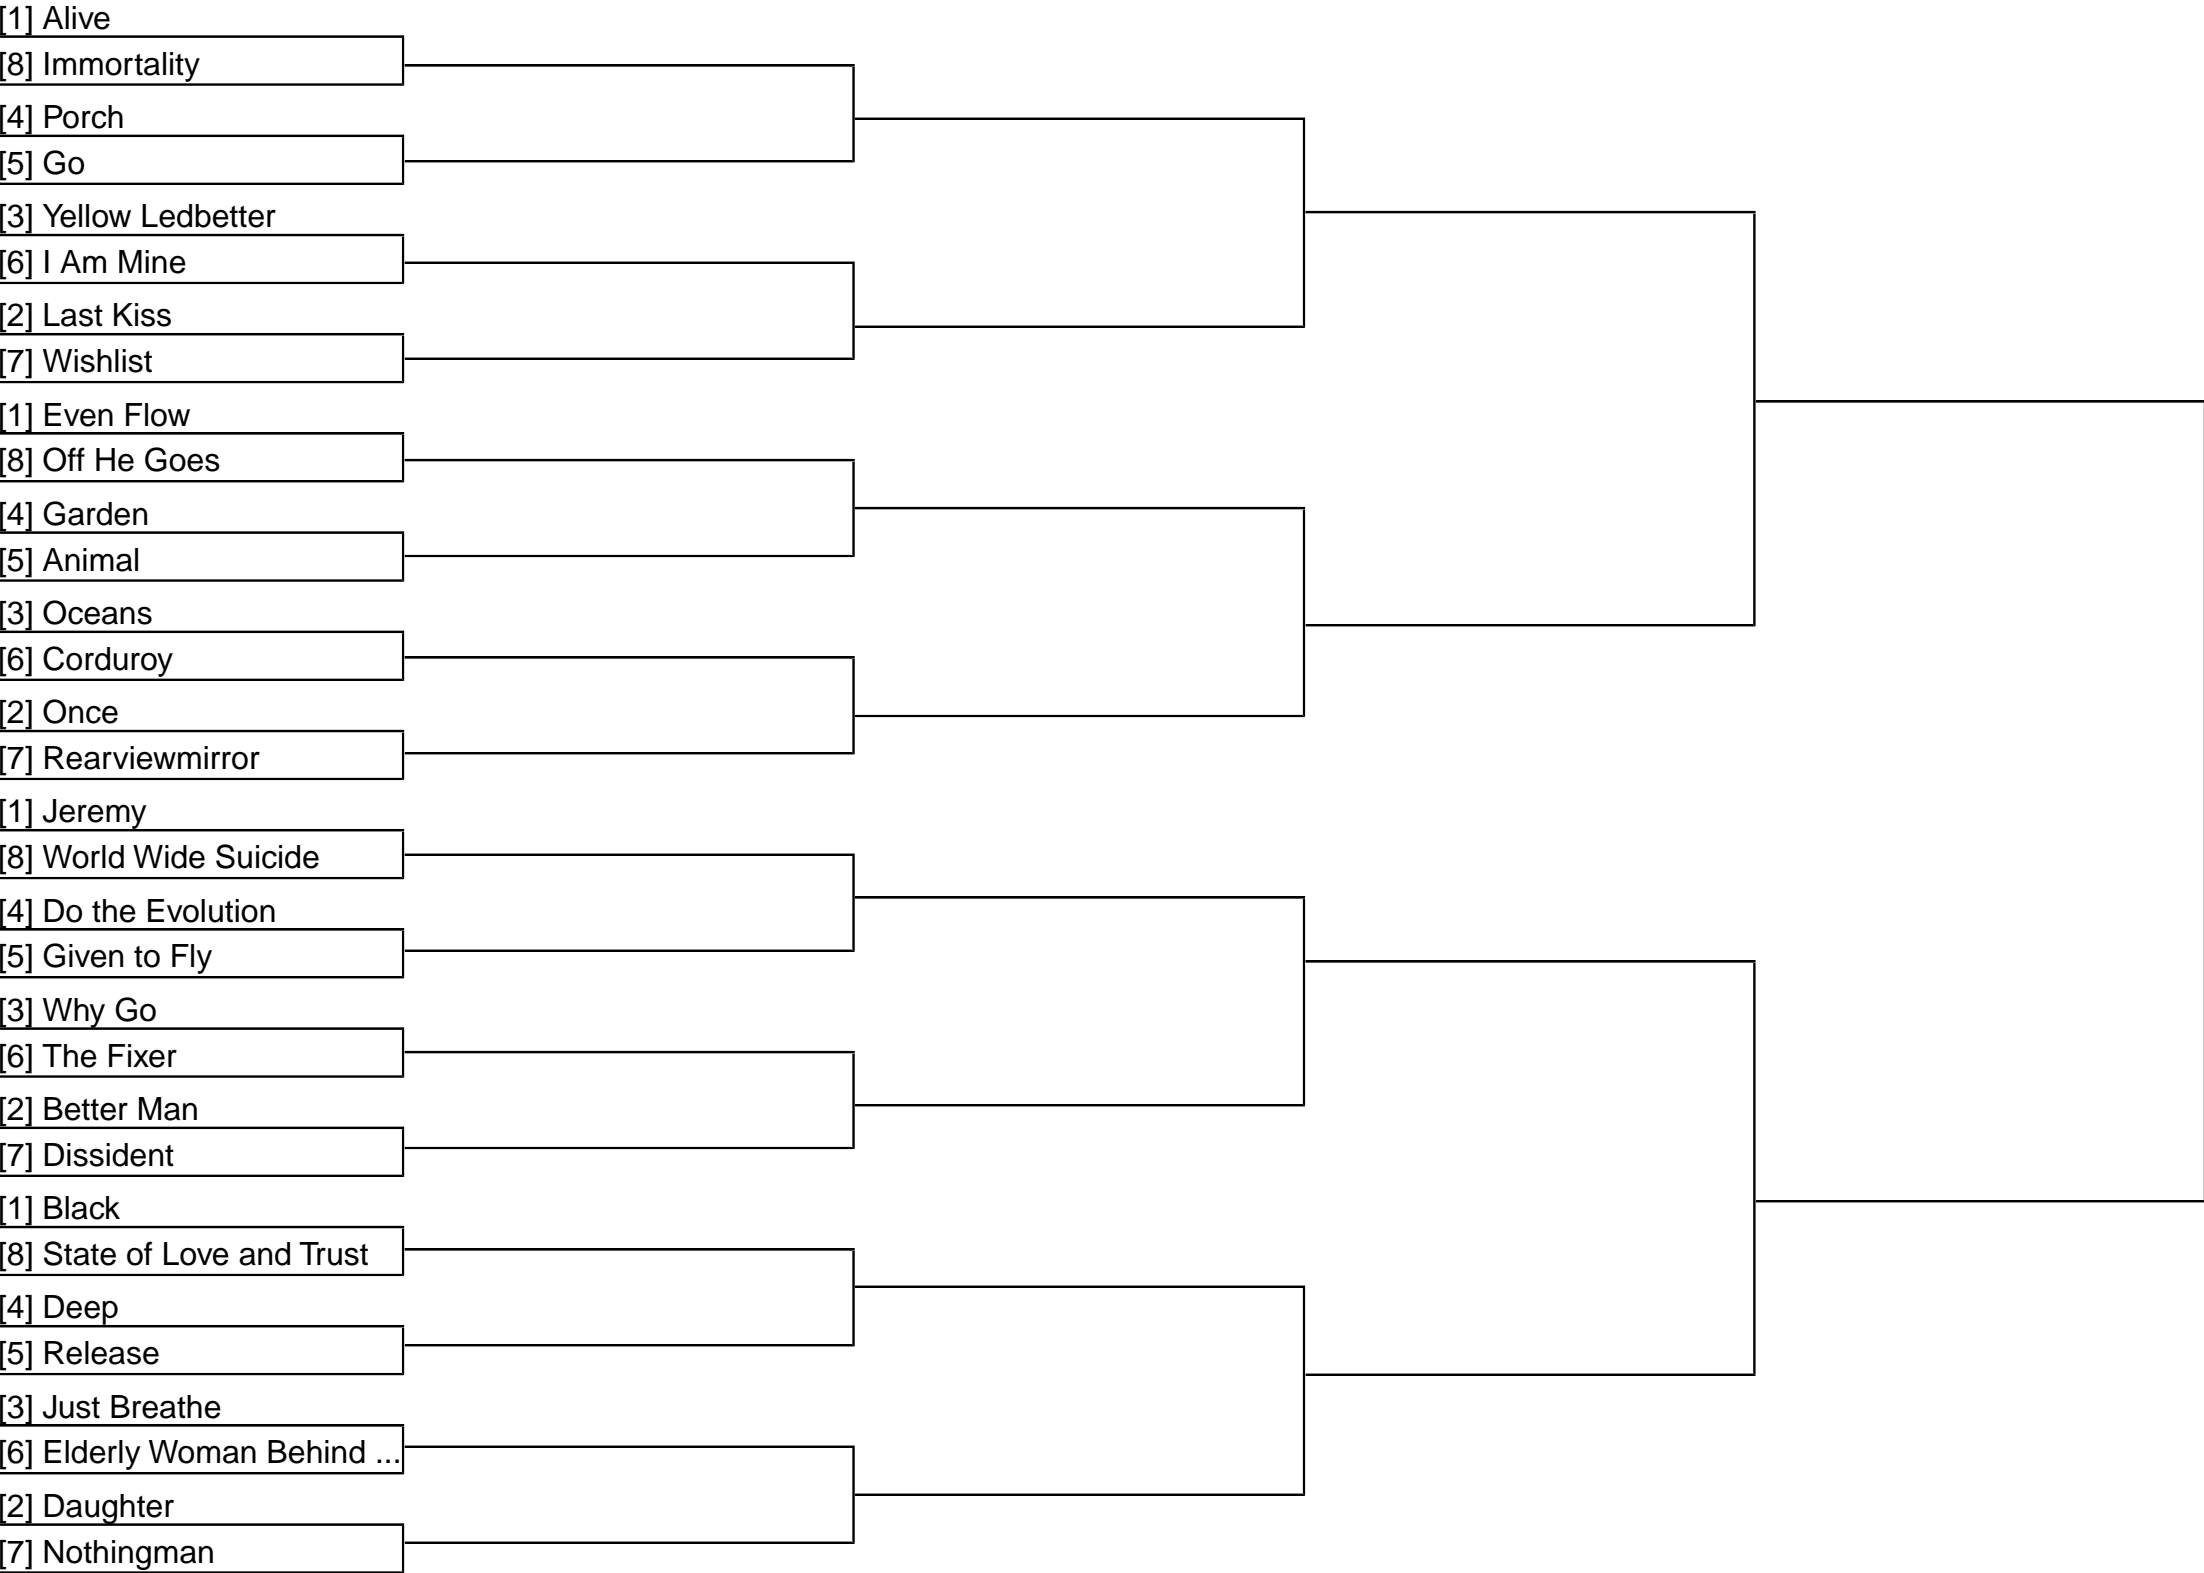 [1] Alive
[8] Immortality
[4] Porch
[5] Go
[3] Yellow Ledbetter
[6] I Am Mine
[2] Last Kiss
[7] Wishlist
[1] Even Flow
[8] Off He Goes
[4] Garden
[5] Animal
[3] Oceans
[6] Corduroy
[2] Once
[7] Rearviewmirror
[1] Jeremy
[8] World Wide Suicide
[4] Do the Evolution
[5] Given to Fly
[3] Why Go
[6] The Fixer
[2] Better Man
[7] Dissident
[1] Black
[8] State of Love and Trust
[4] Deep
[5] Release
[3] Just Breathe
[6] Elderly Woman Behind ...
[2] Daughter
[7] Nothingman